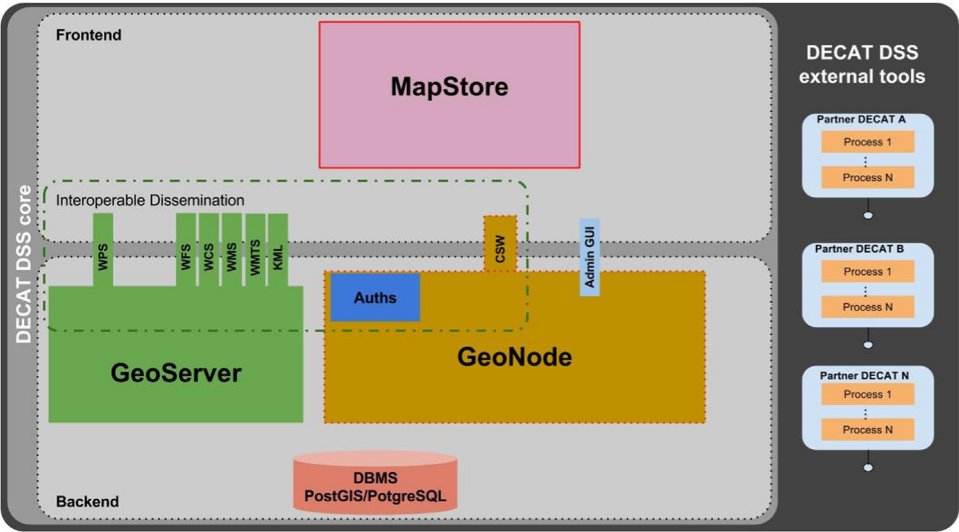 Frontend
MapStore
DECAT DSS
external tools
Partner DECAT A
Process 1
Process N
Interoperable Dissemination
WPS
WFS
WCS
WMS
WMTS
KML
CSW
Admin GUI
DECAT DSS core
Auths
GeoServer
GeoNode
Partner DECAT B
Process 1
Process N
Partner DECAT N
Process 1
Process N
DBMS
PostGIS/PotgreSQL
Backend